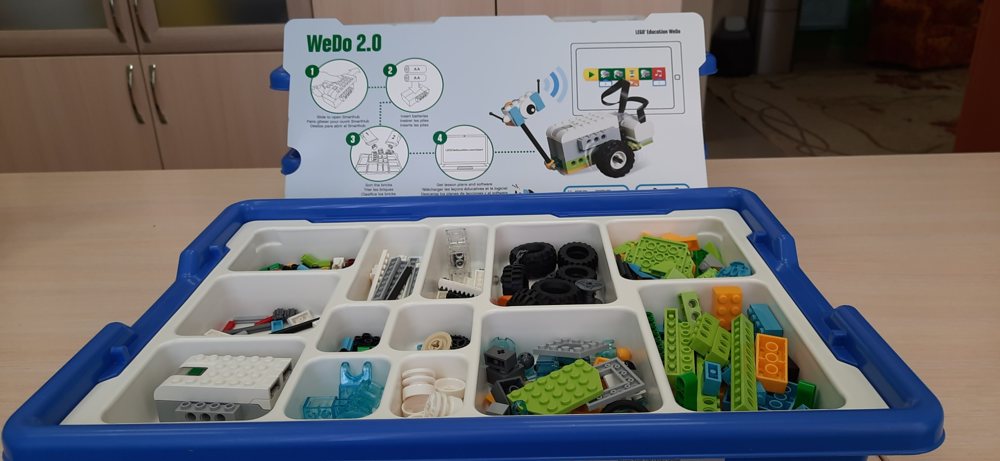 WeDo 2.0
LEGO® Education WeDo
1
2
AA
AA
Slide to open Smarthub
Faire glisser pour ouvrir SmartHub
Desliza para abrir el Smarthub
Insert batteries
Insérer les piles
Inserta las pilas
3
1
2
4
LEGOeducation.com/start
Sort the bricks
Trier les briques
Clasifica los bricks
Get lesson plans and software
Télécharger les leçons éducatives et le logiciel
Descarga los planes de lecciones y el software